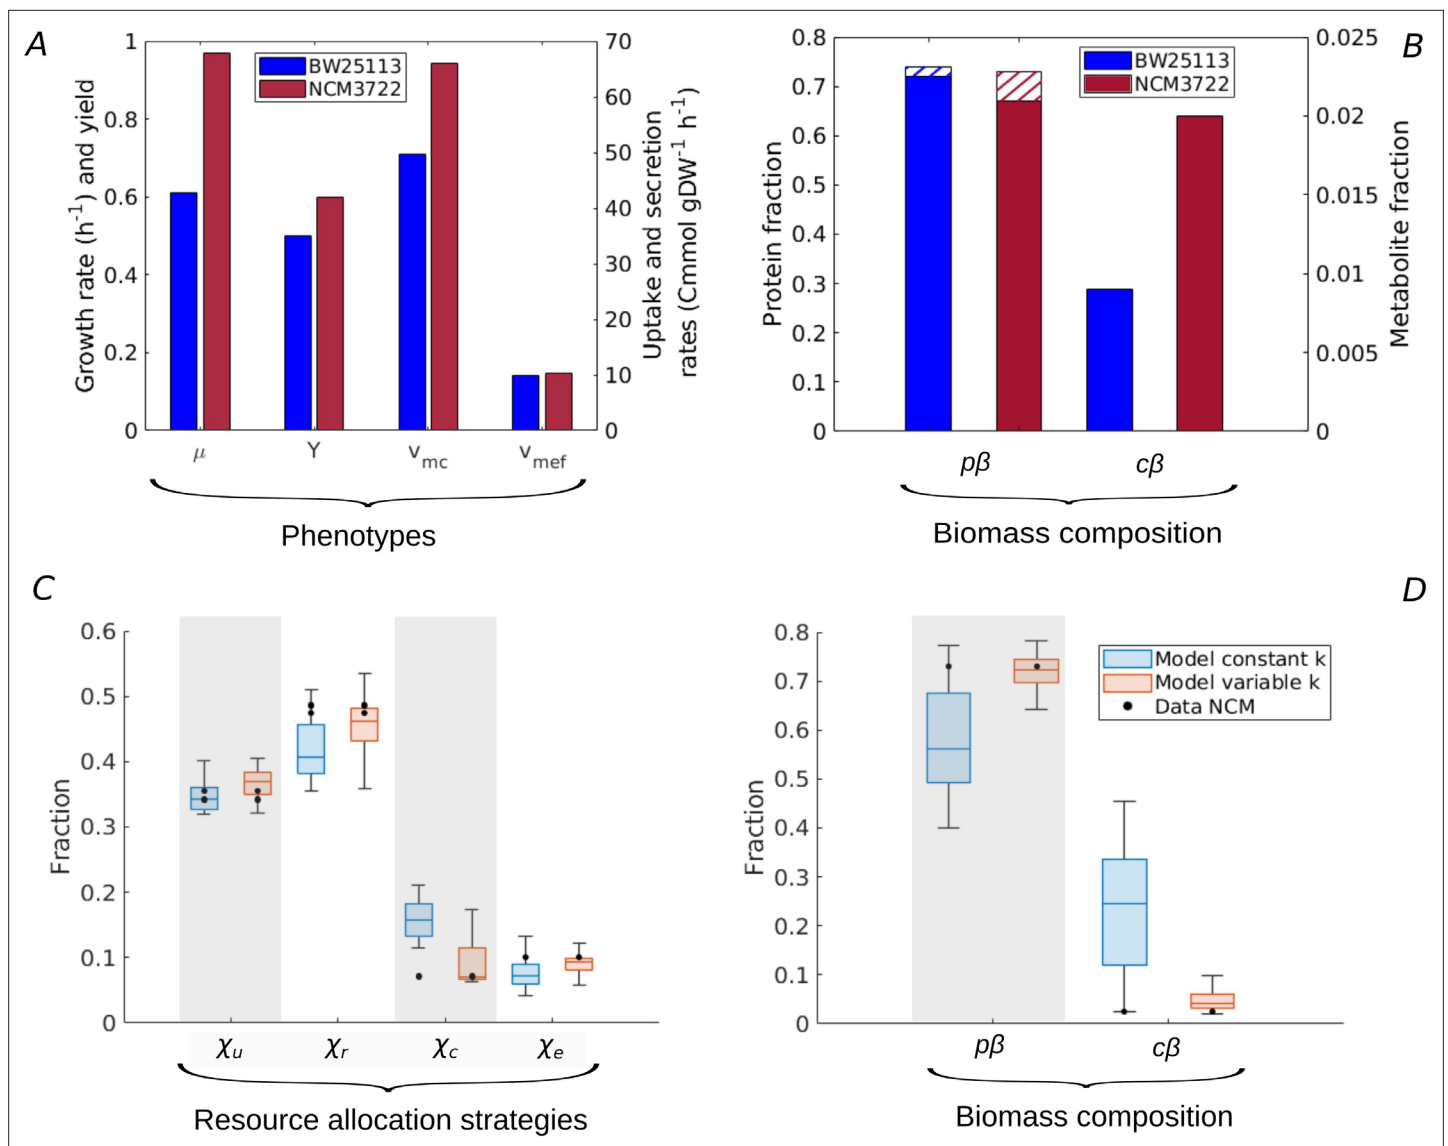 A
1
0.8
0.6
0.4
0.2
0
Growth rate (h⁻¹) and yield
BW25113
NCM3722
70
60
50
40
30
20
10
0
Uptake and secretion
rates (Cmmol gDW⁻¹ h⁻¹)
μ Y v_mc v_mef
Phenotypes
B
0.8
0.7
0.6
0.5
0.4
0.3
0.2
0.1
0
Protein fraction
BW25113
NCM3722
0.025
0.02
0.015
0.01
0.005
0
Metabolite fraction
pβ cβ
Biomass composition
C
0.6
0.5
0.4
0.3
0.2
0.1
0
Fraction
χu χr χc χe
Resource allocation strategies
D
0.8
0.7
0.6
0.5
0.4
0.3
0.2
0.1
0
Fraction
Model constant k
Model variable k
Data NCM
pβ cβ
Biomass composition